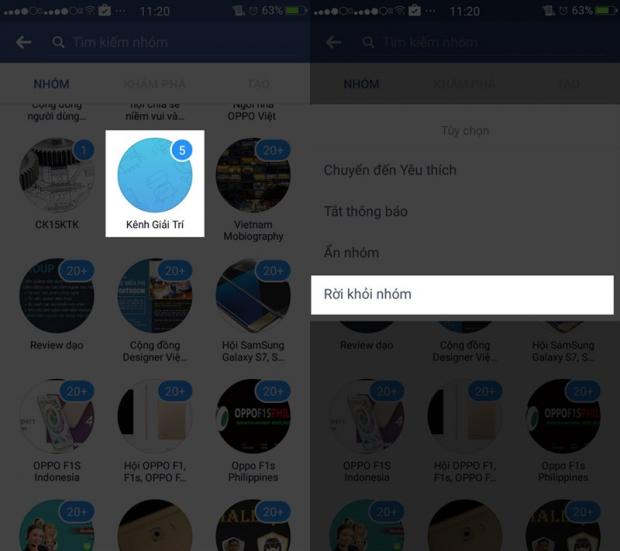 11:20
63%
Tìm kiếm nhóm
NHÓM
KHÁM PHÁ
TẠO
Cộng đồng
người dùng...
hội chia sẻ
niềm vui và...
Ngôi nhà
OPPO Việt
1
CK15KTK
5
Kênh Giải Trí
20+
Vietnam
Mobiography
20+
Review dạo
20+
Cộng đồng
Designer Việ...
20+
Hội SamSung
Galaxy S7, S...
20+
OPPO F1S
Indonesia
20+
Hội OPPO F1,
F1s, OPPO F...
20+
OPPOF1SPHIL
Oppo F1s
Philippines
20+
20+
20+
11:20
63%
Tìm kiếm nhóm
NHÓM
KHÁM PHÁ
TẠO
Tùy chọn
Chuyển đến Yêu thích
Tắt thông báo
Ẩn nhóm
Rời khỏi nhóm
Review dạo
Cộng đồng
Designer Việ...
Hội SamSung
Galaxy S7, S...
20+
OPPO F1S
Indonesia
20+
Hội OPPO F1,
F1s, OPPO F...
20+
OPPOF1SPHIL
Oppo F1s
Philippines
20+
20+
20+